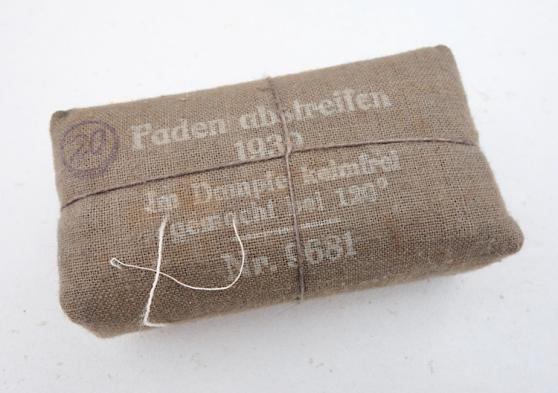 20
Faden abstreifen
1939
Im Dampfe keimfrei
gemacht bei 120°
Nr. 8681